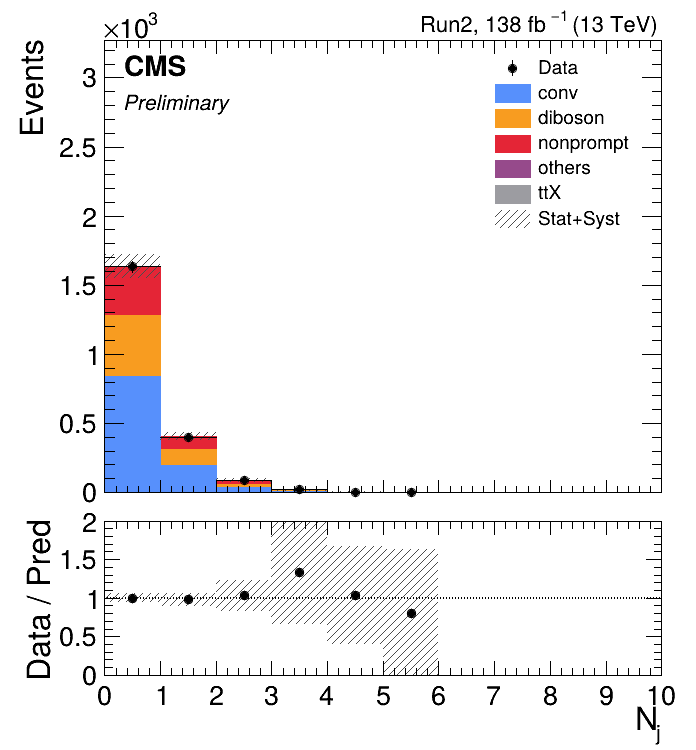 ×10³
Run2, 138 fb⁻¹ (13 TeV)
CMS
Preliminary
Events
3
2.5
2
1.5
1
0.5
0
Data
conv
diboson
nonprompt
others
ttX
Stat+Syst
Data / Pred
2
1.5
1
0.5
0
0 1 2 3 4 5 6 7 8 9 10
N_j